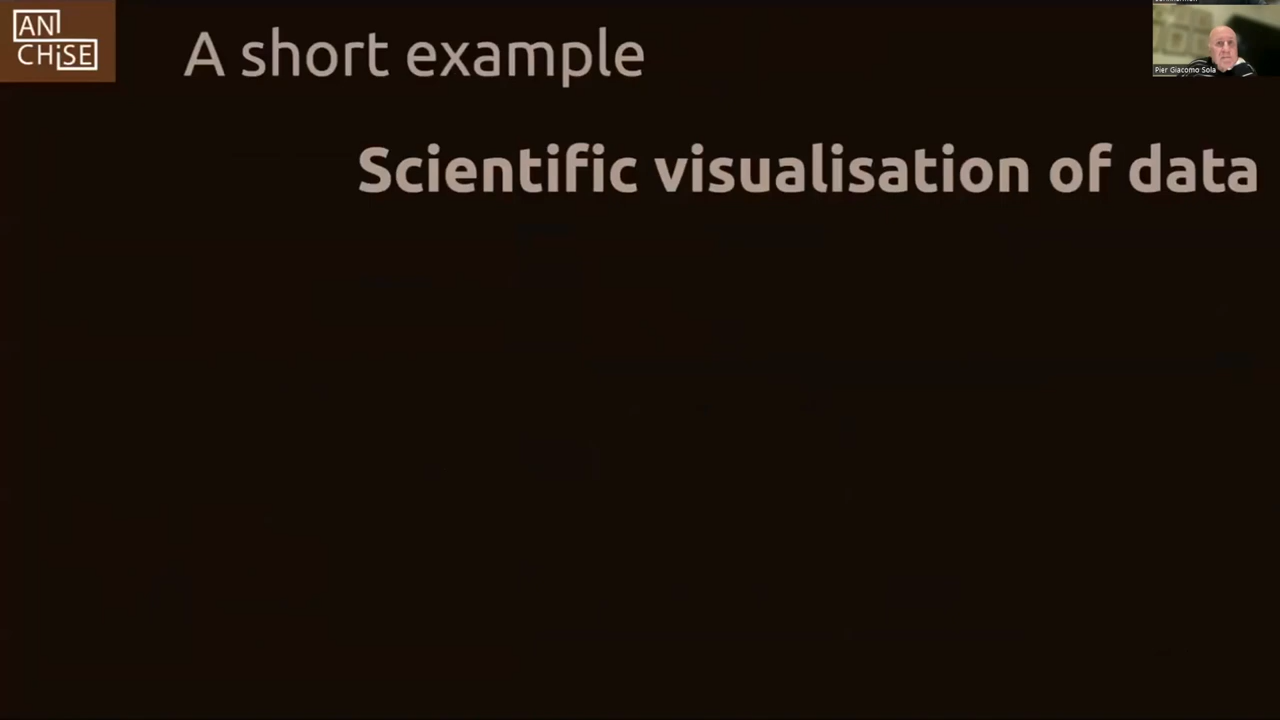 AN
CHiSE
A short example
Pier Giacomo Sola
Scientific visualisation of data